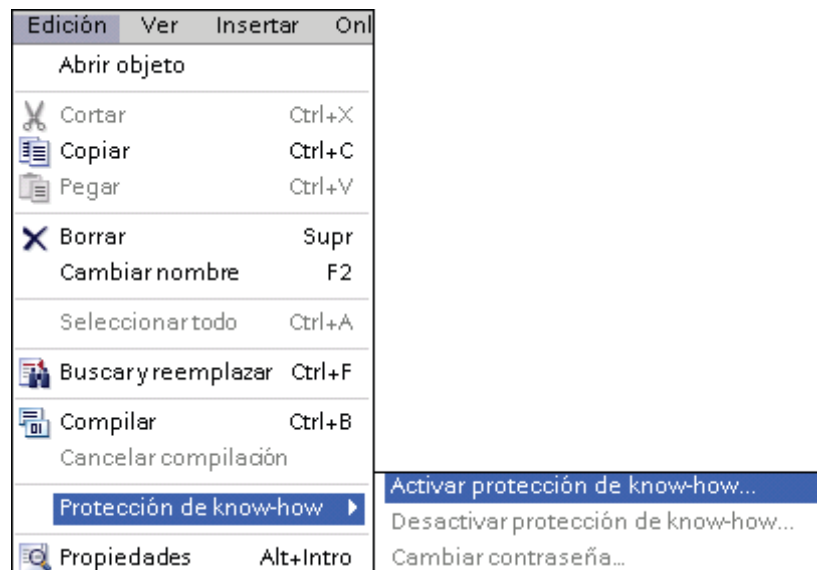 Edición Ver Insertar Onl
Abrir objeto
Cortar Ctrl+X
Copiar Ctrl+C
Pegar Ctrl+V
Borrar Supr
Cambiar nombre F2
Seleccionar todo Ctrl+A
Buscar y reemplazar Ctrl+F
Compilar Ctrl+B
Cancelar compilación
Protección de know-how
Activar protección de know-how...
Desactivar protección de know-how...
Propiedades Alt+Intro
Cambiar contraseña...